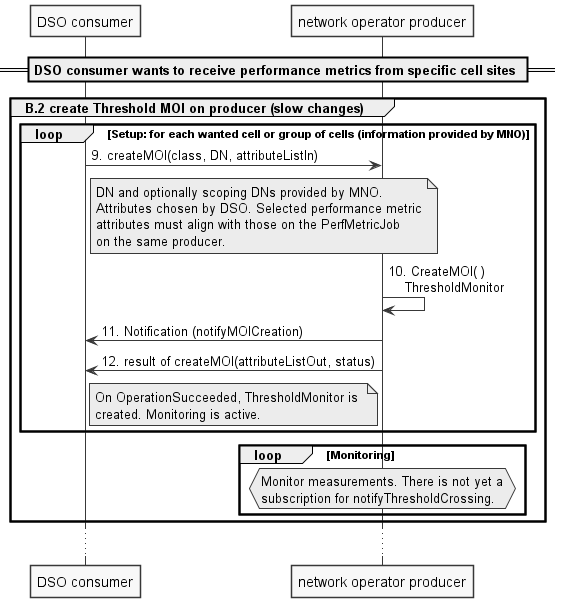 DSO consumer
network operator producer
DSO consumer wants to receive performance metrics from specific cell sites
B.2 create Threshold MOI on producer (slow changes)
loop
[Setup: for each wanted cell or group of cells (information provided by MNO)]
9. createMOI(class, DN, attributeListIn)
DN and optionally scoping DNs provided by MNO.
Attributes chosen by DSO. Selected performance metric
attributes must align with those on the PerfMetricJob
on the same producer.
10. CreateMOI( )
ThresholdMonitor
11. Notification (notifyMOICreation)
12. result of createMOI(attributeListOut, status)
On OperationSucceeded, ThresholdMonitor is
created. Monitoring is active.
loop
[Monitoring]
Monitor measurements. There is not yet a
subscription for notifyThresholdCrossing.
DSO consumer
network operator producer